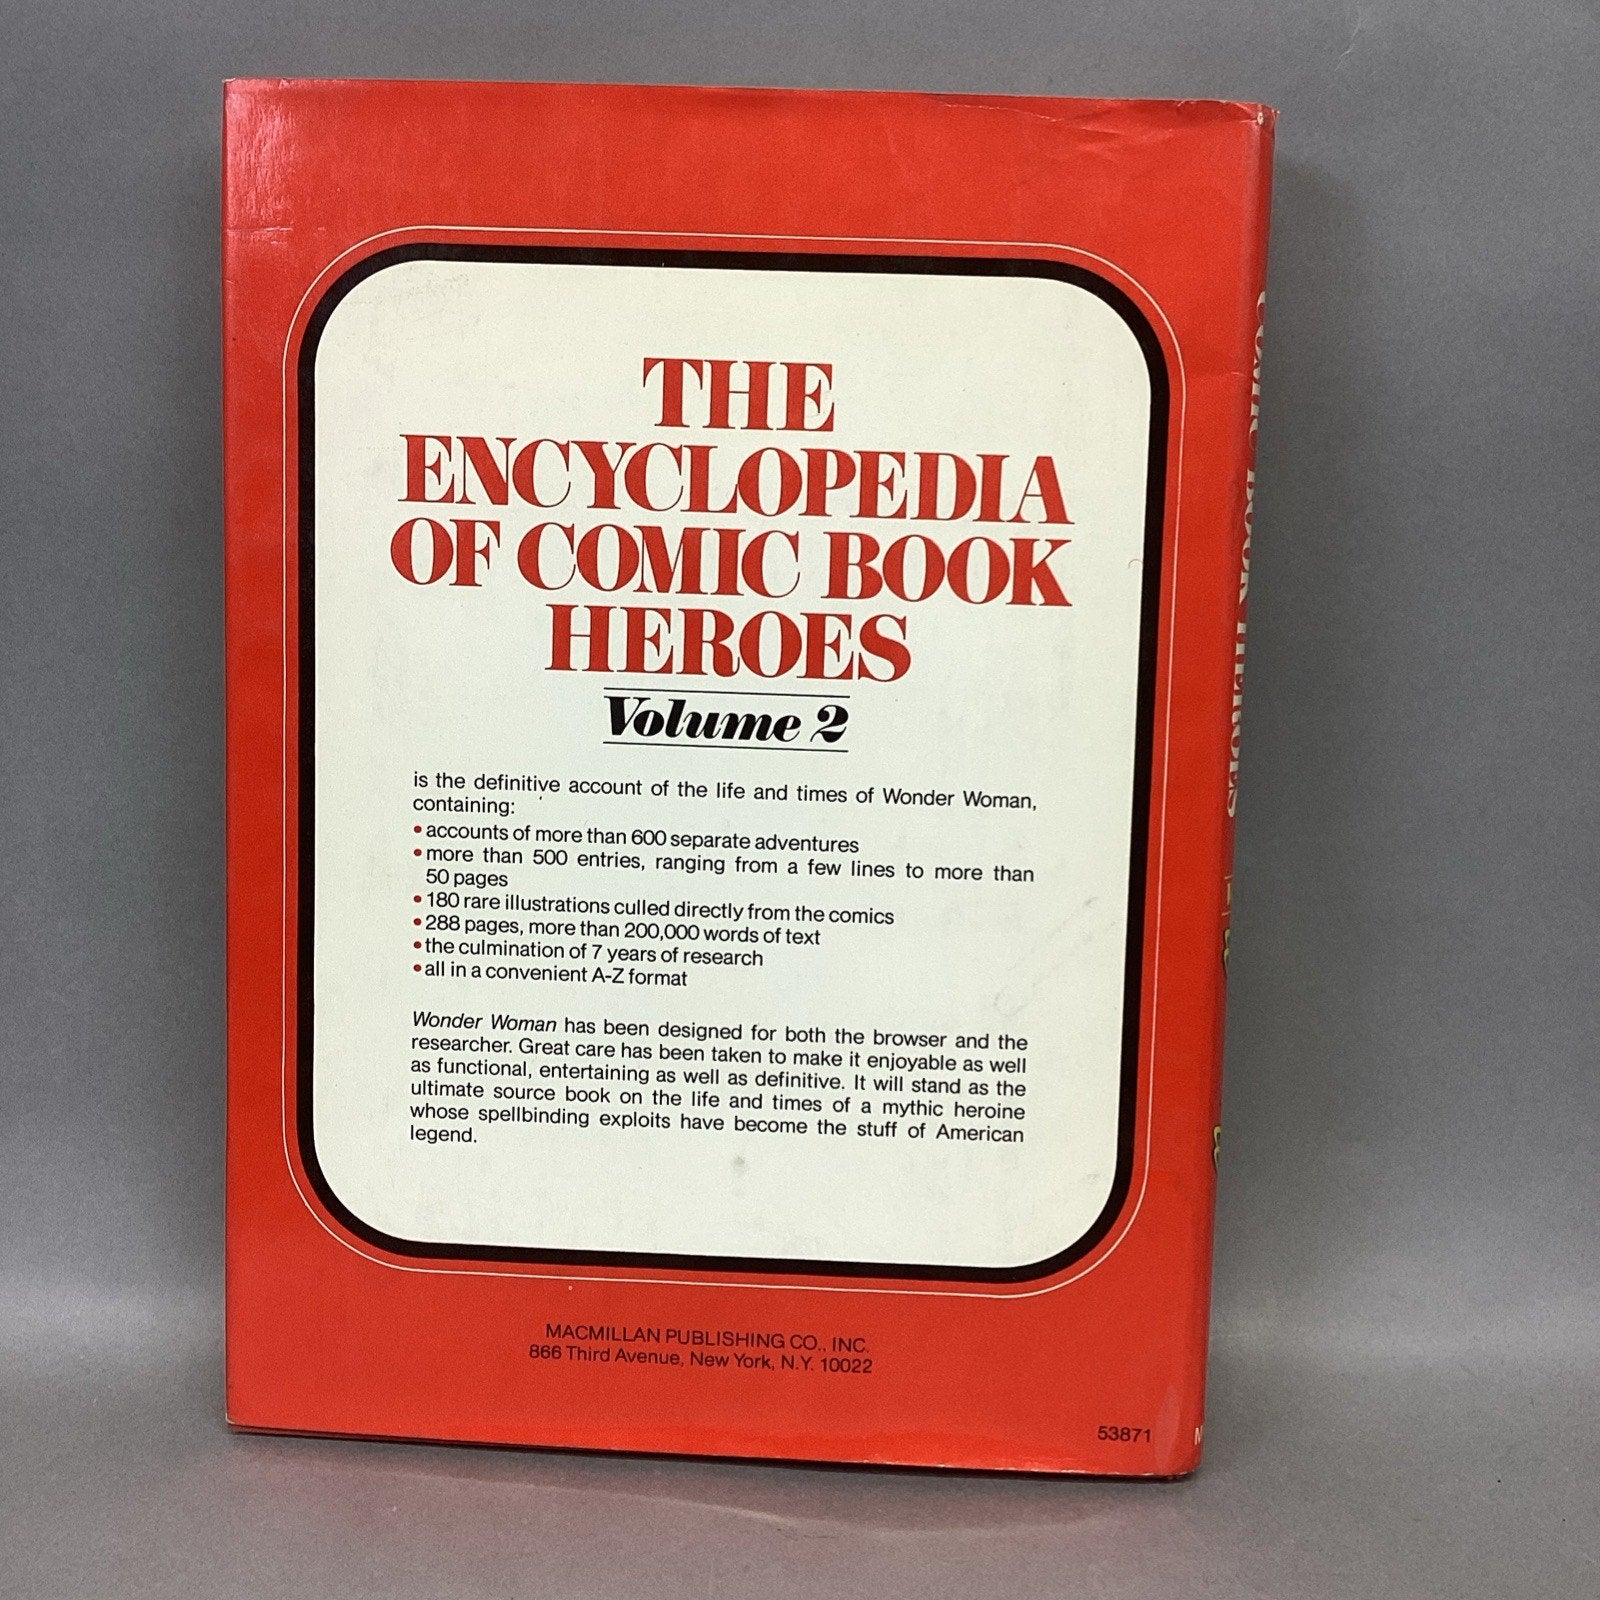 THE
ENCYCLOPEDIA
OF COMIC BOOK
HEROES
Volume 2
is the definitive account of the life and times of Wonder Woman,
containing:
• accounts of more than 600 separate adventures
• more than 500 entries, ranging from a few lines to more than
50 pages
• 180 rare illustrations culled directly from the comics
• 288 pages, more than 200,000 words of text
• the culmination of 7 years of research
• all in a convenient A-Z format
Wonder Woman has been designed for both the browser and the
researcher. Great care has been taken to make it enjoyable as well
as functional, entertaining as well as definitive. It will stand as the
ultimate source book on the life and times of a mythic heroine
whose spellbinding exploits have become the stuff of American
legend.
MACMILLAN PUBLISHING CO., INC.
866 Third Avenue, New York, N.Y. 10022
53871
COMIC BOOK HEROES